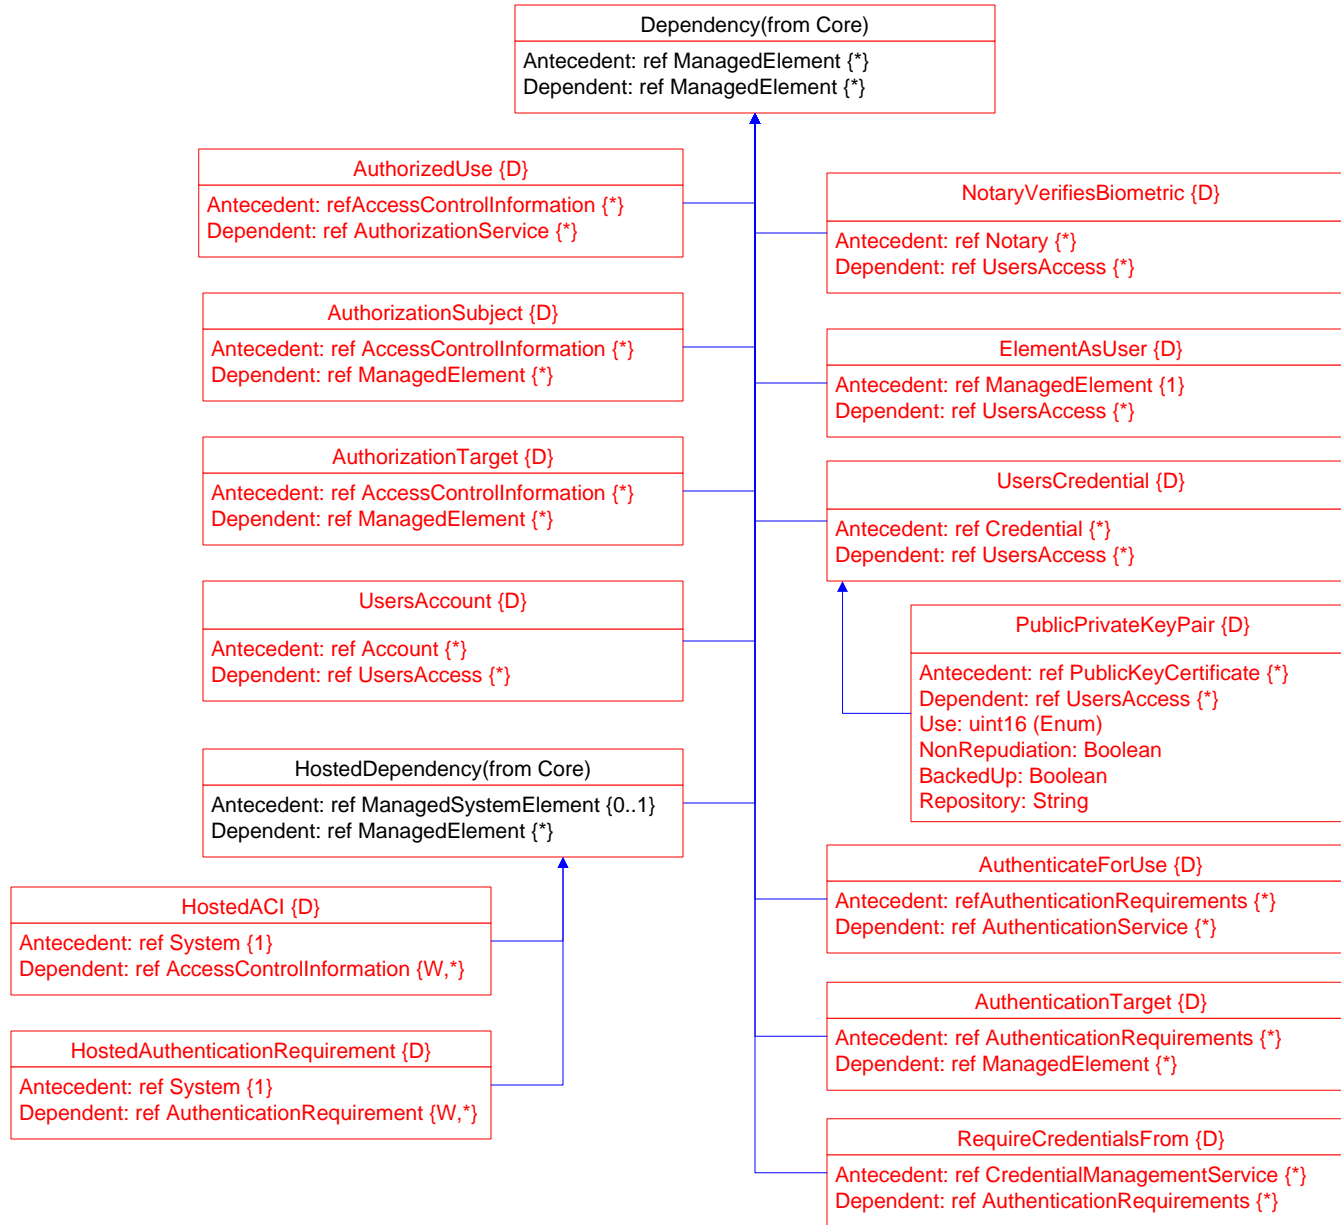 Dependency(from Core)
Antecedent: ref ManagedElement {*}
Dependent: ref ManagedElement {*}
AuthorizedUse {D}
Antecedent: refAccessControlInformation {*}
Dependent: ref AuthorizationService {*}
NotaryVerifiesBiometric {D}
Antecedent: ref Notary {*}
Dependent: ref UsersAccess {*}
AuthorizationSubject {D}
Antecedent: ref AccessControlInformation {*}
Dependent: ref ManagedElement {*}
ElementAsUser {D}
Antecedent: ref ManagedElement {1}
Dependent: ref UsersAccess {*}
AuthorizationTarget {D}
Antecedent: ref AccessControlInformation {*}
Dependent: ref ManagedElement {*}
UsersCredential {D}
Antecedent: ref Credential {*}
Dependent: ref UsersAccess {*}
UsersAccount {D}
Antecedent: ref Account {*}
Dependent: ref UsersAccess {*}
PublicPrivateKeyPair {D}
Antecedent: ref PublicKeyCertificate {*}
Dependent: ref UsersAccess {*}
Use: uint16 (Enum)
NonRepudiation: Boolean
BackedUp: Boolean
Repository: String
HostedDependency(from Core)
Antecedent: ref ManagedSystemElement {0..1}
Dependent: ref ManagedElement {*}
AuthenticateForUse {D}
Antecedent: refAuthenticationRequirements {*}
Dependent: ref AuthenticationService {*}
HostedACI {D}
Antecedent: ref System {1}
Dependent: ref AccessControlInformation {W,*}
AuthenticationTarget {D}
Antecedent: ref AuthenticationRequirements {*}
Dependent: ref ManagedElement {*}
HostedAuthenticationRequirement {D}
Antecedent: ref System {1}
Dependent: ref AuthenticationRequirement {W,*}
RequireCredentialsFrom {D}
Antecedent: ref CredentialManagementService {*}
Dependent: ref AuthenticationRequirements {*}